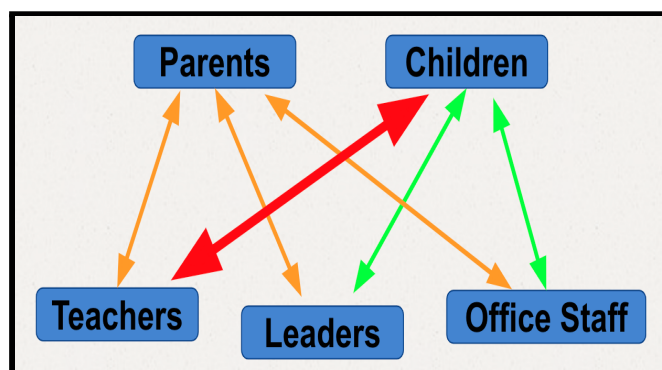 Parents
Children
Teachers
Leaders
Office Staff